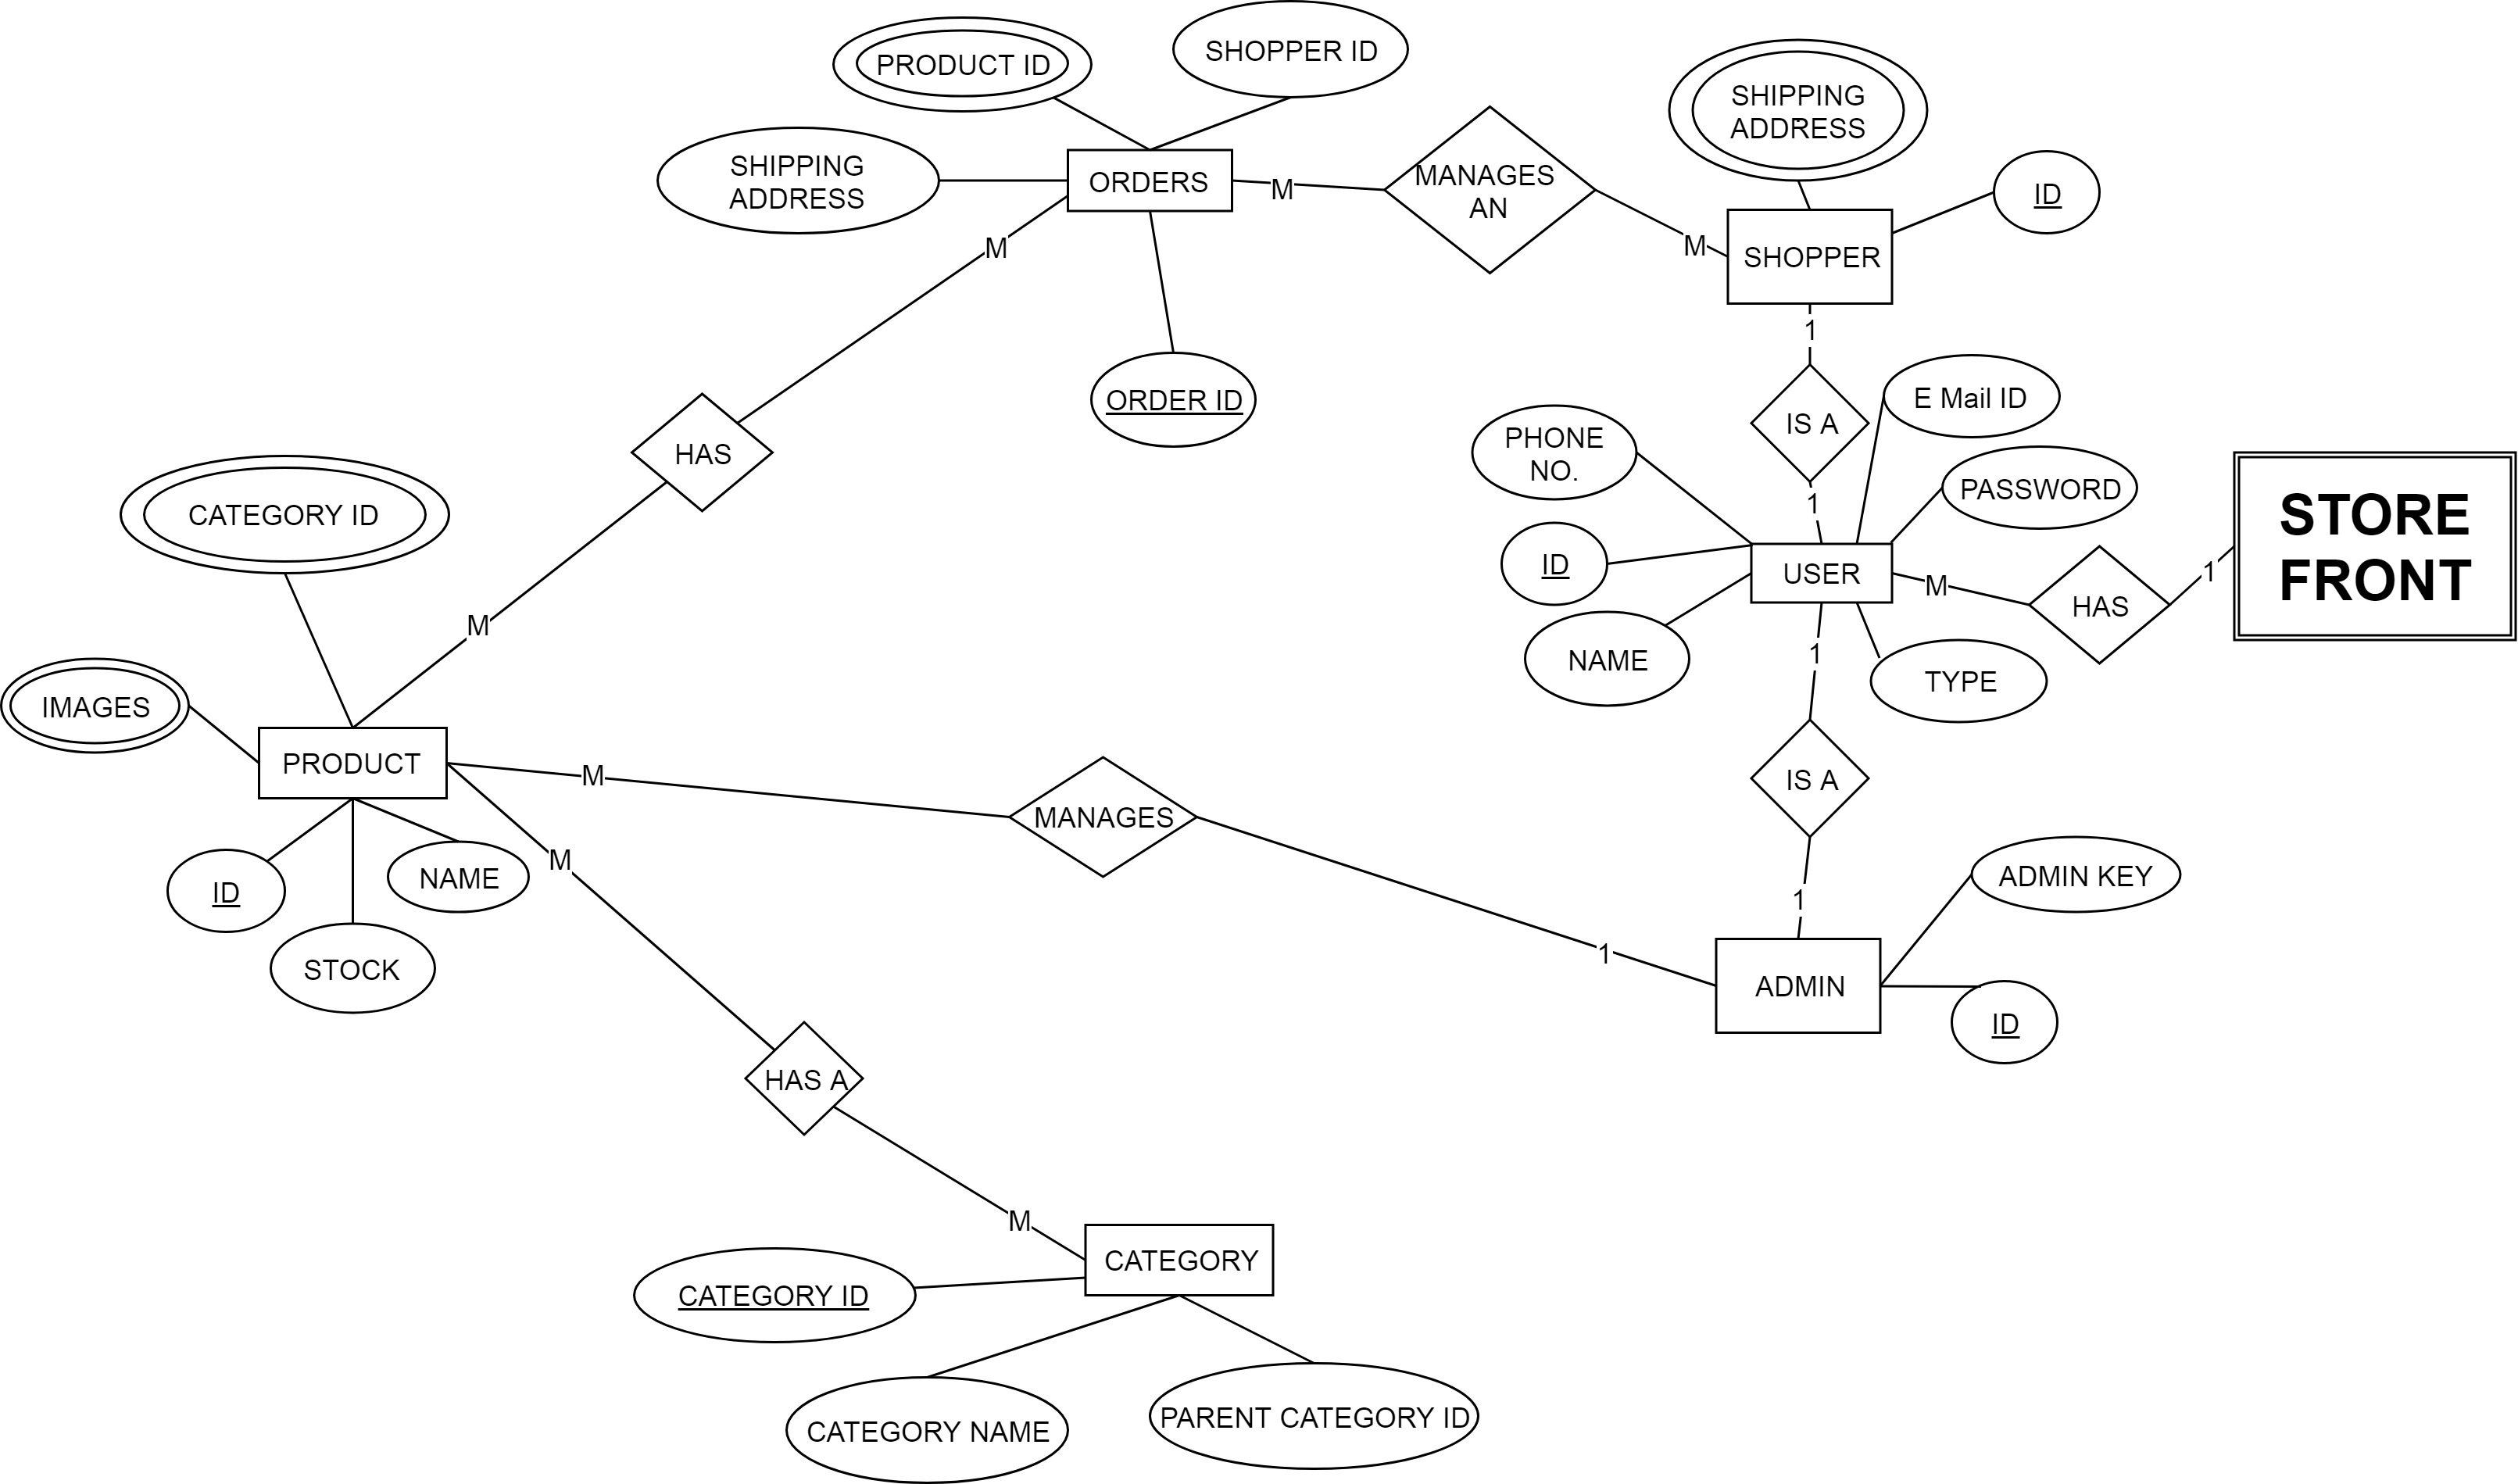 PRODUCT ID
SHOPPER ID
SHIPPING
ADDRESS
SHIPPING
ADDRESS
ORDERS
M
MANAGES
AN
M
ID
SHOPPER
M
1
ORDER ID
IS A
E Mail ID
PHONE
NO.
HAS
PASSWORD
1
CATEGORY ID
STORE
FRONT
ID
USER
M
HAS
1
M
NAME
1
TYPE
IMAGES
PRODUCT
M
MANAGES
IS A
M
ID
NAME
STOCK
1
1
ADMIN KEY
ADMIN
ID
HAS A
M
CATEGORY
CATEGORY ID
CATEGORY NAME
PARENT CATEGORY ID